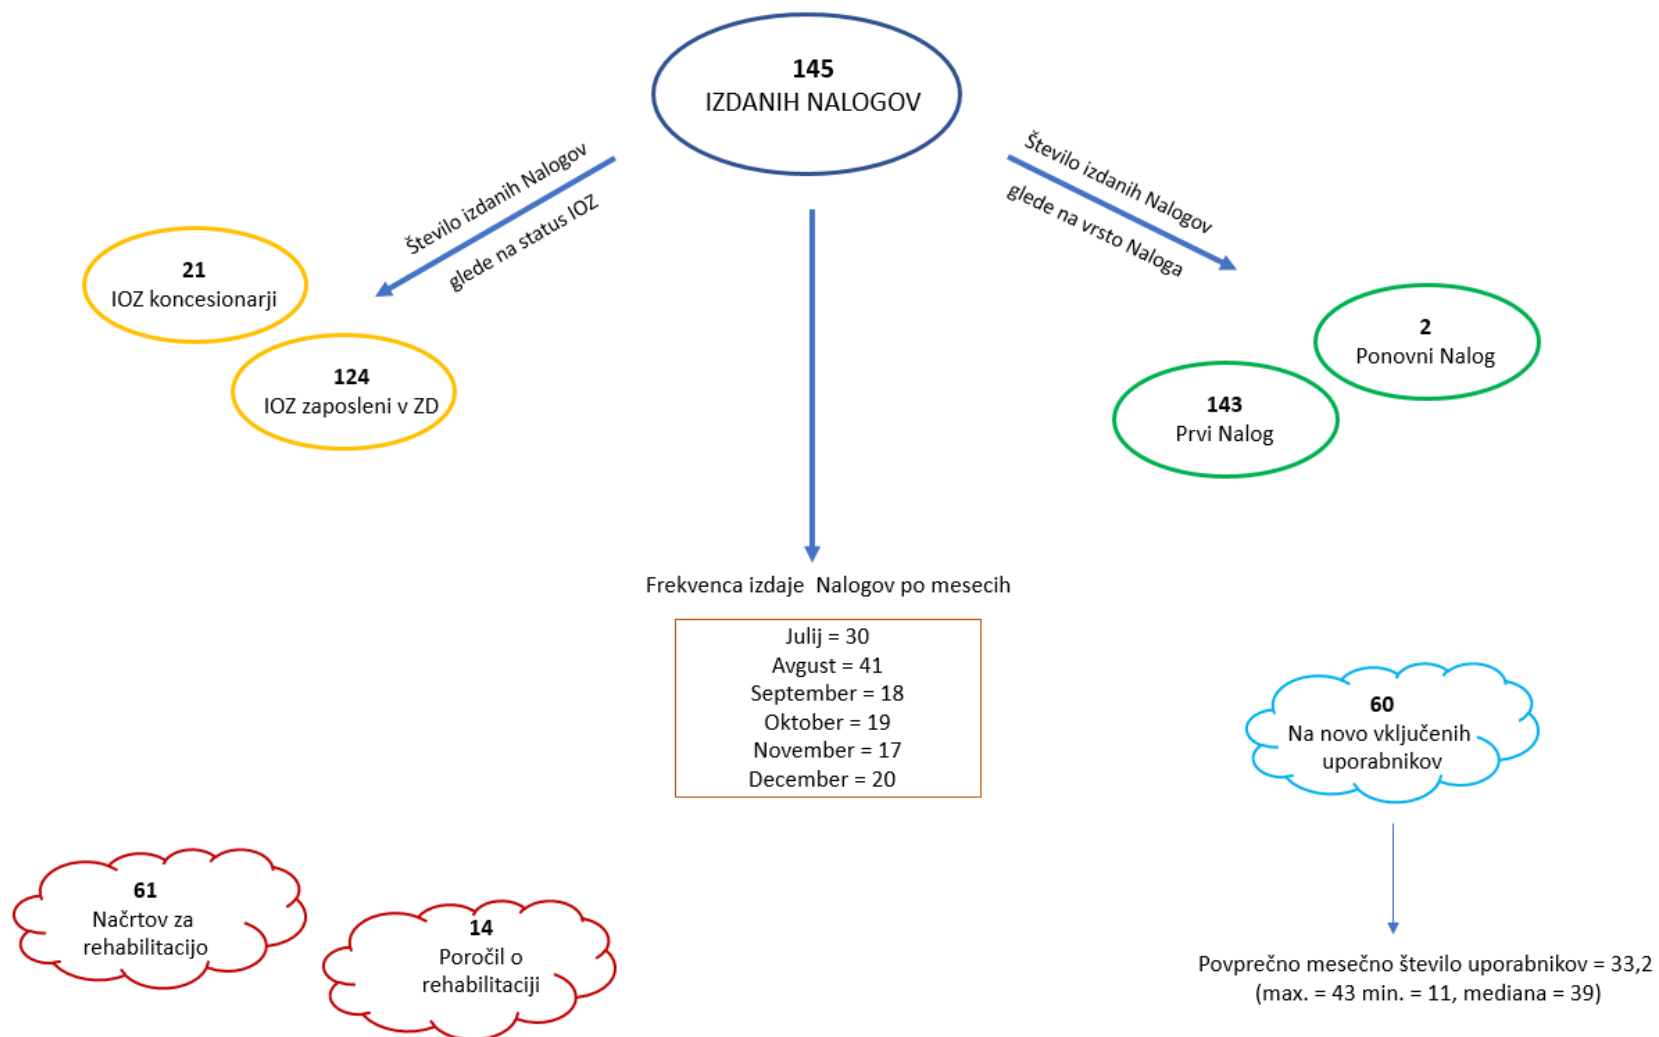 145
IZDANIH NALOGOV
Število izdanih Nalogov
glede na status IOZ
Število izdanih Nalogov
glede na vrsto Naloga
21
IOZ koncesionarji
124
IOZ zaposleni v ZD
2
Ponovni Nalog
143
Prvi Nalog
Frekvenca izdaje  Nalogov po mesecih
Julij = 30
Avgust = 41
September = 18
Oktober = 19
November = 17
December = 20
60
Na novo vključenih
uporabnikov
61
Načrtov za
rehabilitacijo
14
Poročil o
rehabilitaciji
Povprečno mesečno število uporabnikov = 33,2
(max. = 43 min. = 11, mediana = 39)